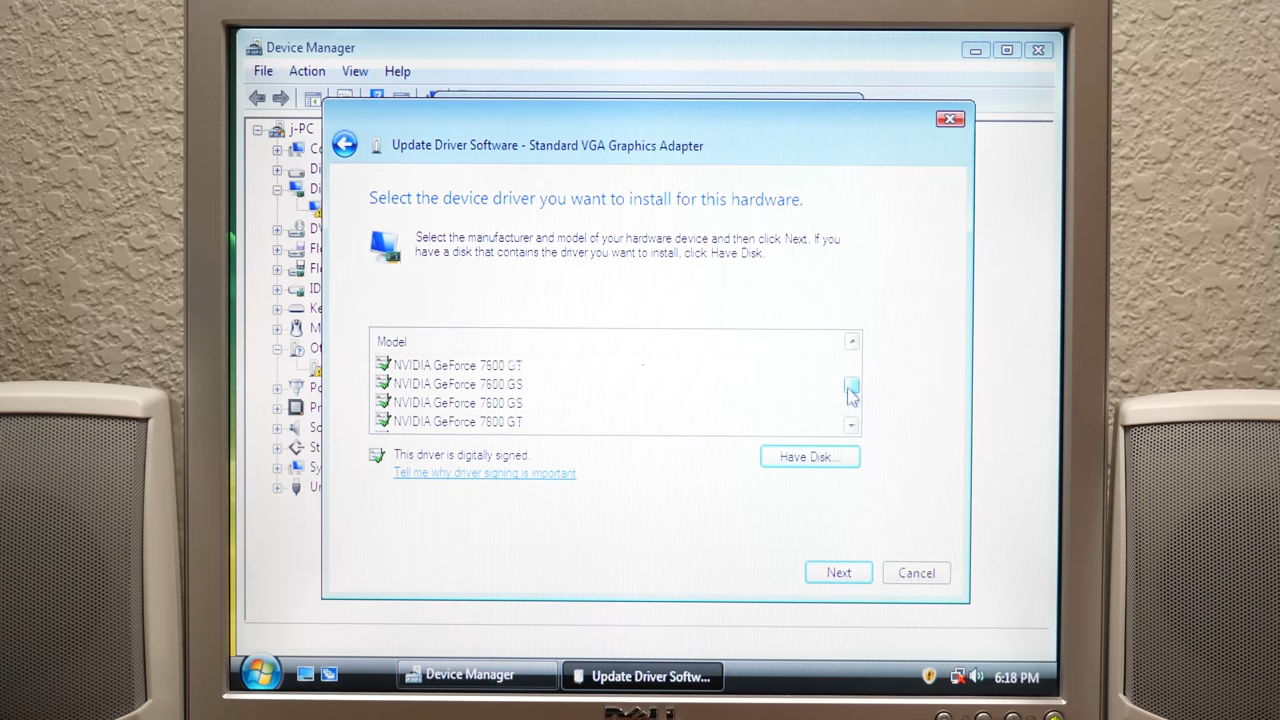 Device Manager
File Action View Help
j-PC
Update Driver Software - Standard VGA Graphics Adapter
Select the device driver you want to install for this hardware.
Select the manufacturer and model of your hardware device and then click Next. If you
have a disk that contains the driver you want to install, click Have Disk.
Model
NVIDIA GeForce 7600 GT
NVIDIA GeForce 7600 GS
NVIDIA GeForce 7600 GS
NVIDIA GeForce 7600 GT
This driver is digitally signed.
Have Disk...
Tell me why driver signing is important
Next Cancel
Device Manager Update Driver Softw... 6:18 PM
DELL